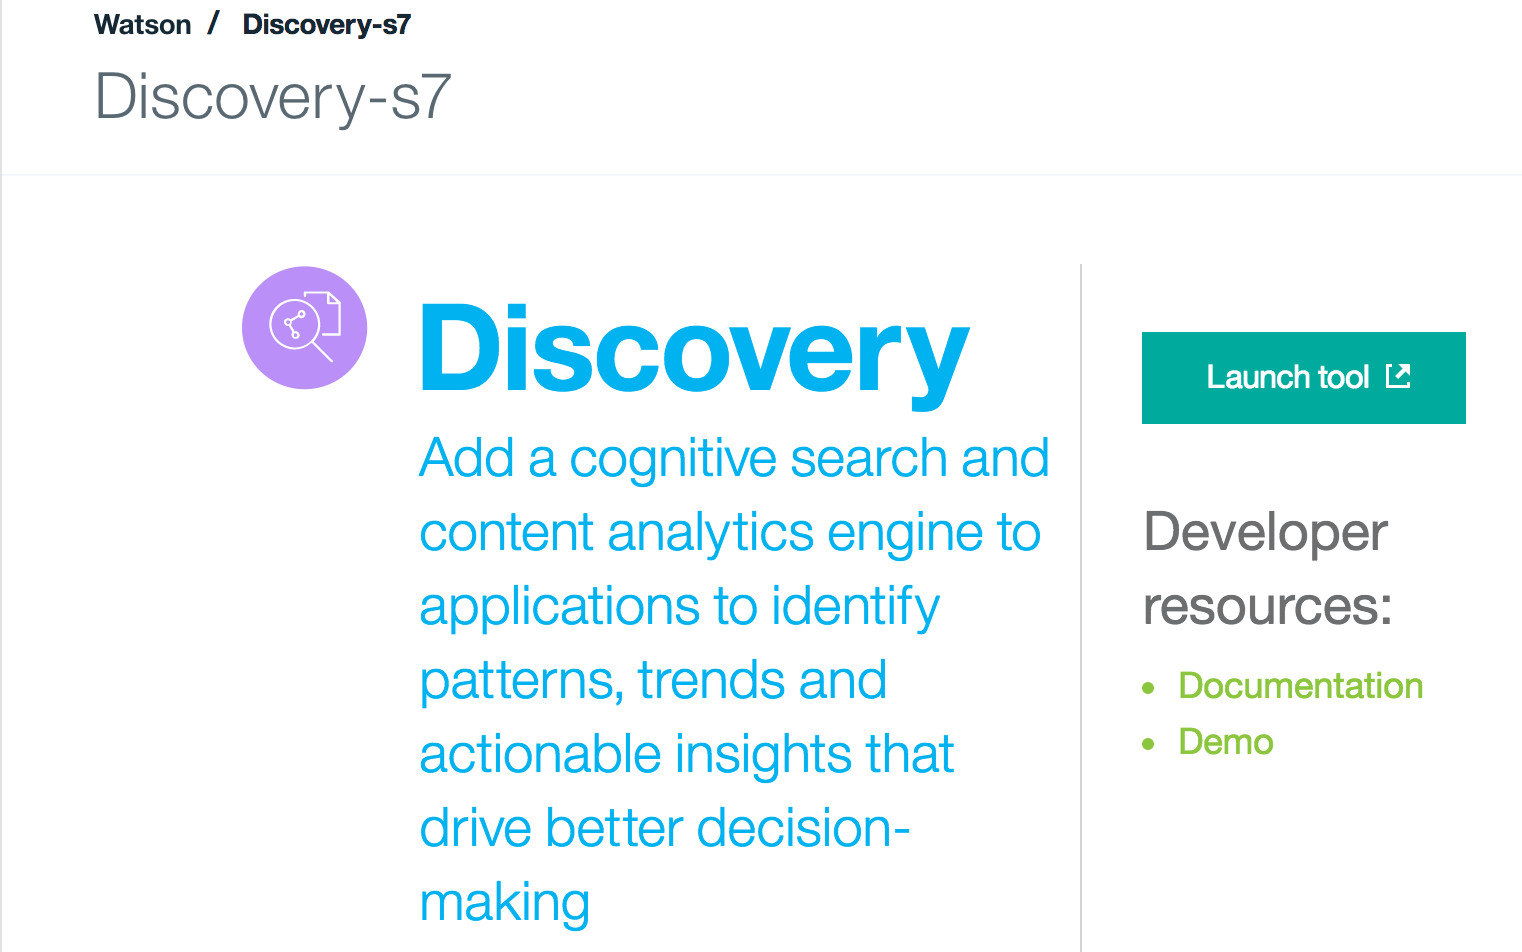 Watson / Discovery-s7
Discovery-s7
Discovery
Add a cognitive search and
content analytics engine to
applications to identify
patterns, trends and
actionable insights that
drive better decision-
making
Launch tool
Developer
resources:
• Documentation
• Demo